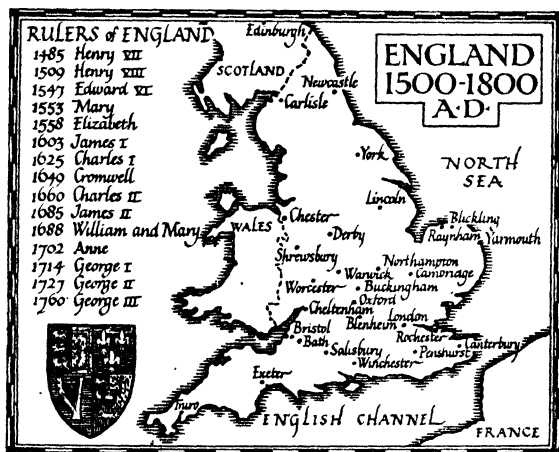 RULERS of ENGLAND
1485 Henry VII
1509 Henry VIII
1547 Edward VI
1553 Mary
1558 Elizabeth
1603 James I
1625 Charles I
1649 Cromwell
1660 Charles II
1685 James II
1688 William and Mary
1702 Anne
1714 George I
1727 George II
1760 George III
ENGLAND
1500-1800
A·D·
Edinburgh
SCOTLAND
Newcastle
Carlisle
York
NORTH
SEA
Lincoln
Chester
WALES
Derby
Blickling
Raynham
Yarmouth
Shrewsbury
Northampton
Warwick
Cambridge
Worcester
Buckingham
Oxford
Cheltenham
London
Blenheim
Bristol
Rochester
Canterbury
Bath
Salisbury
Penshurst
Winchester
Exeter
Truro
ENGLISH CHANNEL
FRANCE